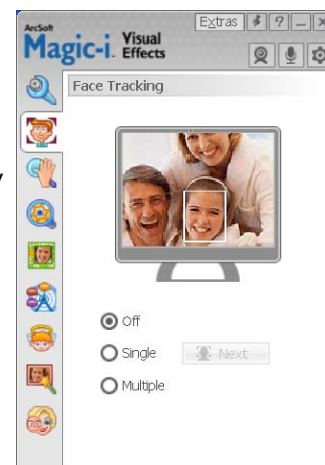 Extras ? _ x
ArcSoft
Magic-i. Visual
Effects
Face Tracking
Off
Single Next
Multiple
y